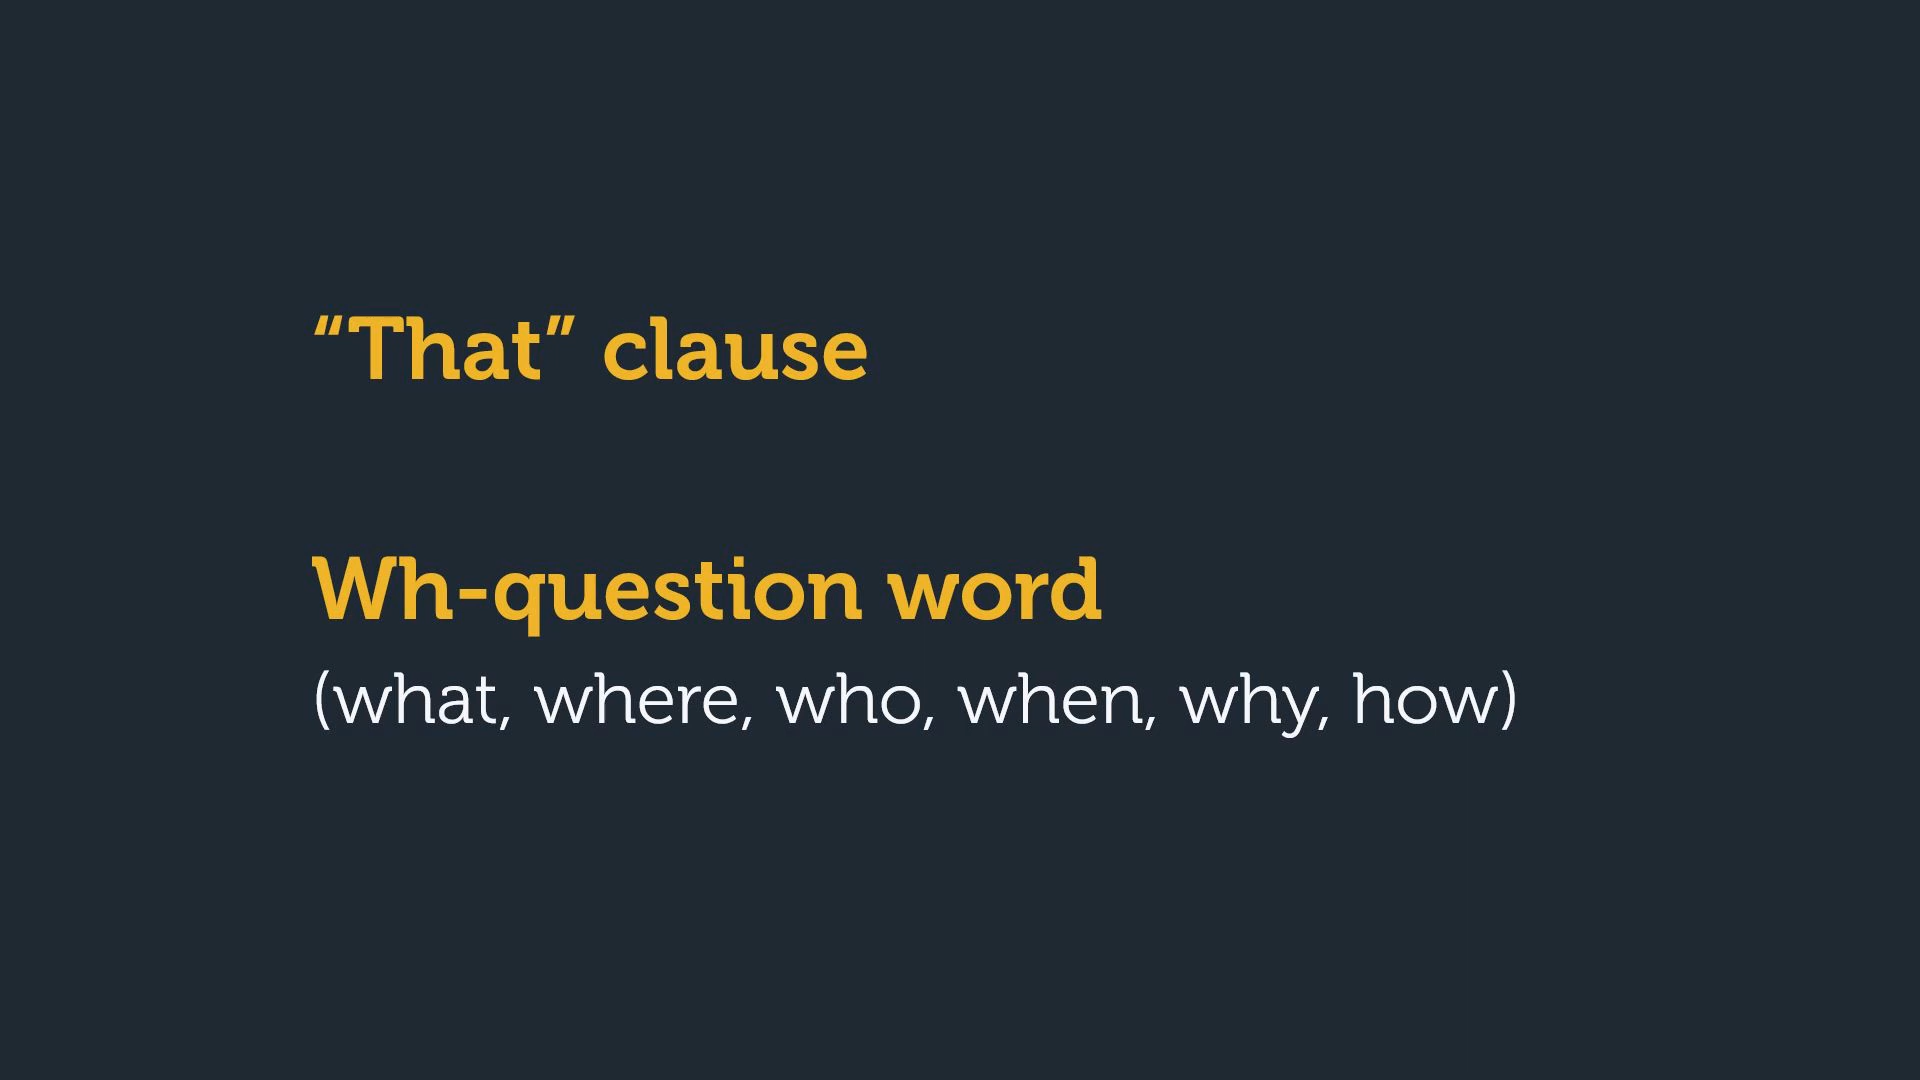 “That” clause
Wh-question word
(what, where, who, when, why, how)